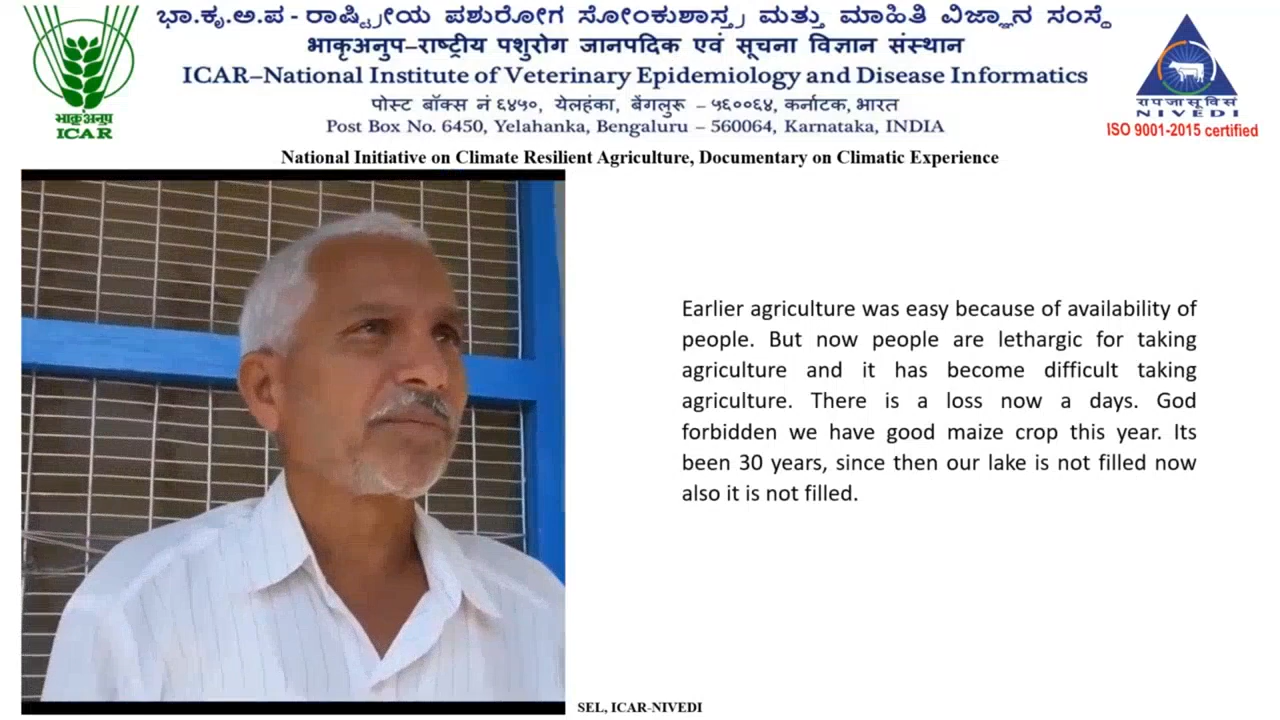 ಭಾ.ಕೃ.ಅ.ಪ - ರಾಷ್ಟ್ರೀಯ ಪಶುರೋಗ ಸೋಂಕುಶಾಸ್ತ್ರ ಮತ್ತು ಮಾಹಿತಿ ವಿಜ್ಞಾನ ಸಂಸ್ಥೆ
भाकृअनुप–राष्ट्रीय पशुरोग जानपदिक एवं सूचना विज्ञान संस्थान
ICAR–National Institute of Veterinary Epidemiology and Disease Informatics
पोस्ट बॉक्स नं ६४५०, येलहंका, बेंगलुरू – ५६००६४, कर्नाटक, भारत
Post Box No. 6450, Yelahanka, Bengaluru – 560064, Karnataka, INDIA
भाकृअनुप
ICAR
रापजासूविसं
NIVEDI
ISO 9001-2015 certified
National Initiative on Climate Resilient Agriculture, Documentary on Climatic Experience
Earlier agriculture was easy because of availability of
people. But now people are lethargic for taking
agriculture and it has become difficult taking
agriculture. There is a loss now a days. God
forbidden we have good maize crop this year. Its
been 30 years, since then our lake is not filled now
also it is not filled.
SEL, ICAR-NIVEDI